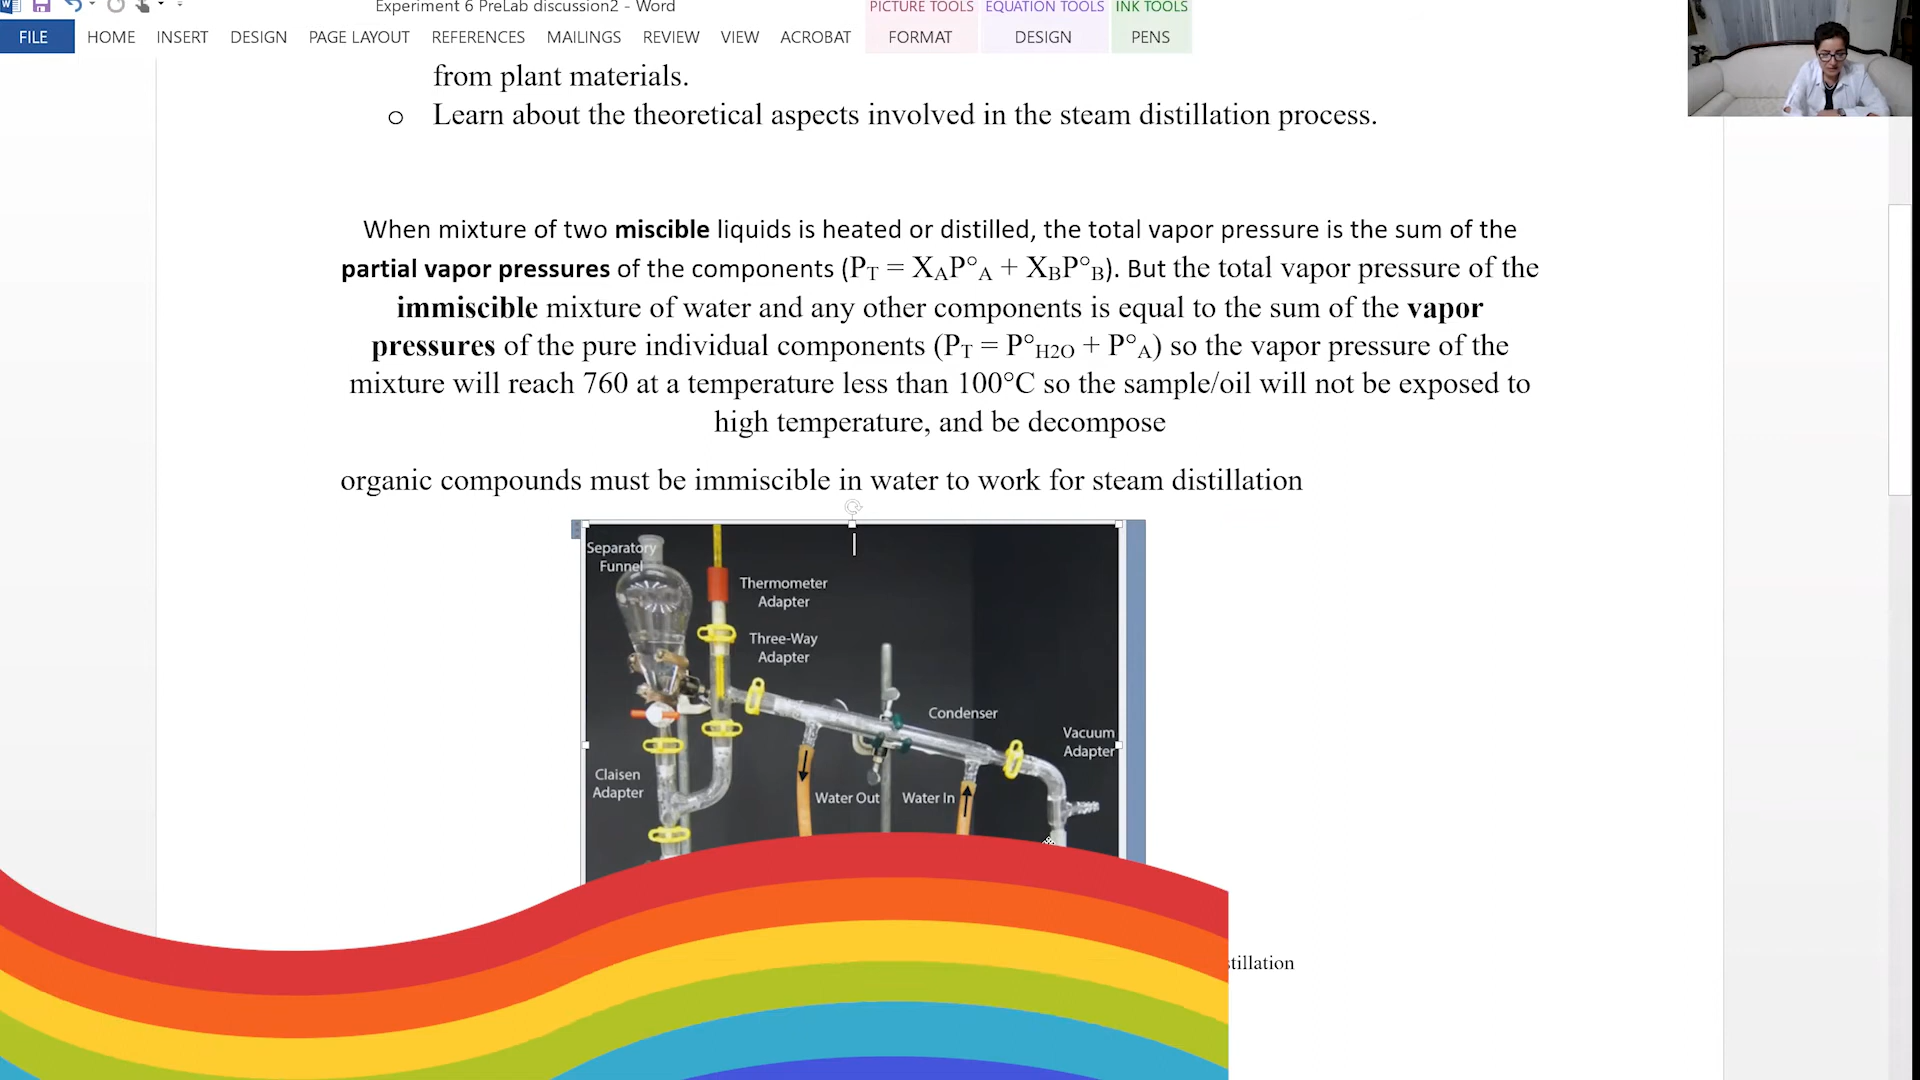 Experiment 6 PreLab discussion2 - Word
PICTURE TOOLS EQUATION TOOLS INK TOOLS
FILE HOME INSERT DESIGN PAGE LAYOUT REFERENCES MAILINGS REVIEW VIEW ACROBAT FORMAT DESIGN PENS
from plant materials.
o Learn about the theoretical aspects involved in the steam distillation process.
When mixture of two miscible liquids is heated or distilled, the total vapor pressure is the sum of the
partial vapor pressures of the components (PT = XAP°A + XBP°B). But the total vapor pressure of the
immiscible mixture of water and any other components is equal to the sum of the vapor
pressures of the pure individual components (PT = P°H2O + P°A) so the vapor pressure of the
mixture will reach 760 at a temperature less than 100°C so the sample/oil will not be exposed to
high temperature, and be decompose
organic compounds must be immiscible in water to work for steam distillation
Separatory
Funnel
Thermometer
Adapter
Three-Way
Adapter
Condenser
Vacuum
Adapter
Claisen
Adapter
Water Out
Water In
stillation